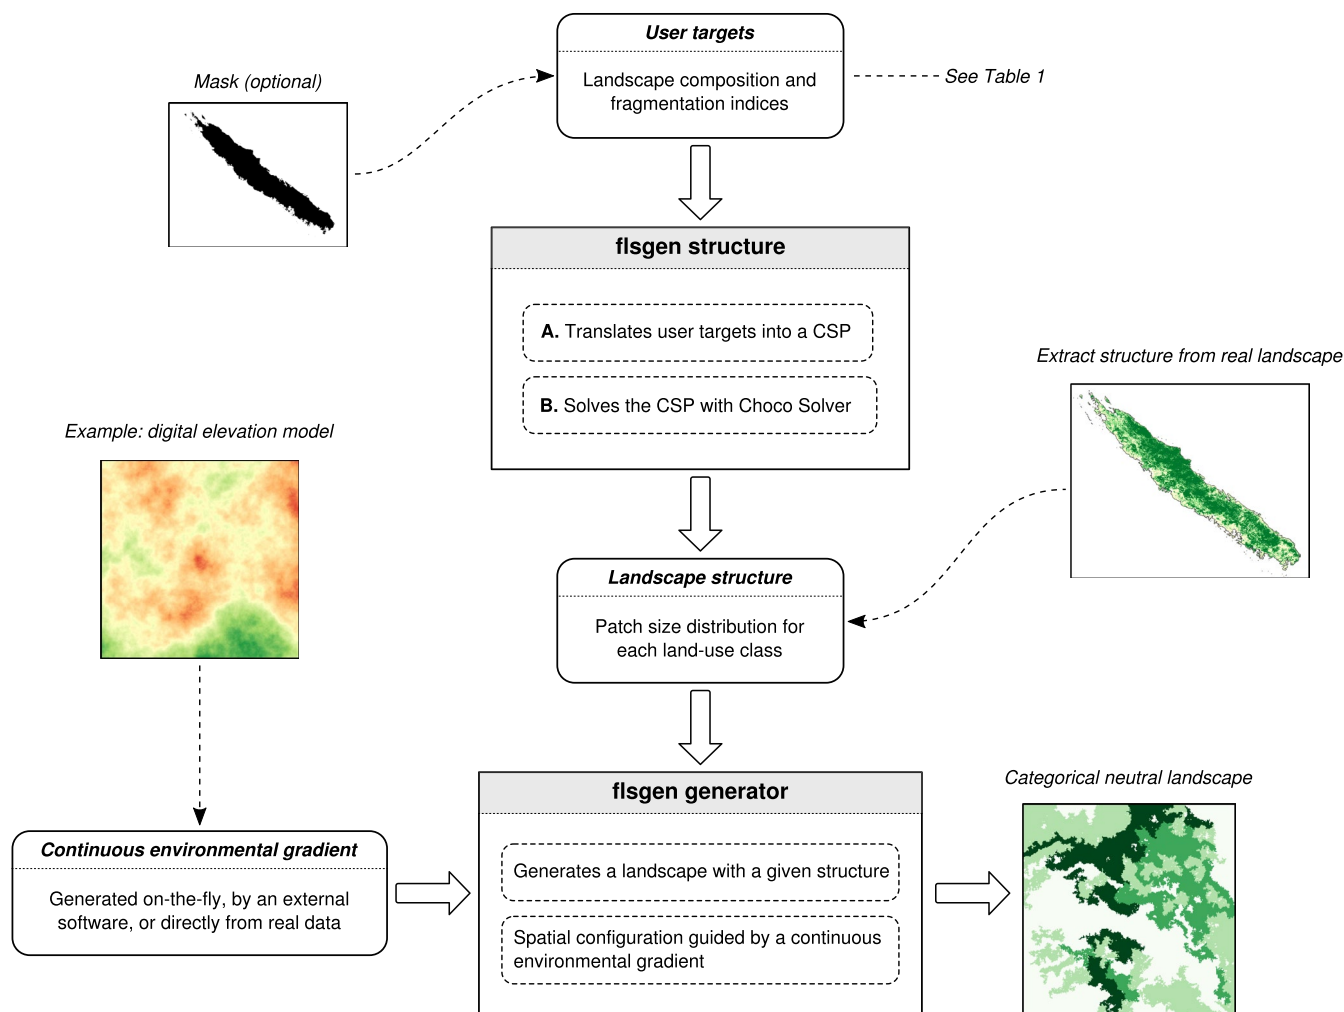 User targets
Landscape composition and
fragmentation indices
See Table 1
Mask (optional)
flsgen structure
A. Translates user targets into a CSP
B. Solves the CSP with Choco Solver
Extract structure from real landscape
Example: digital elevation model
Landscape structure
Patch size distribution for
each land-use class
flsgen generator
Generates a landscape with a given structure
Spatial configuration guided by a continuous
environmental gradient
Categorical neutral landscape
Continuous environmental gradient
Generated on-the-fly, by an external
software, or directly from real data